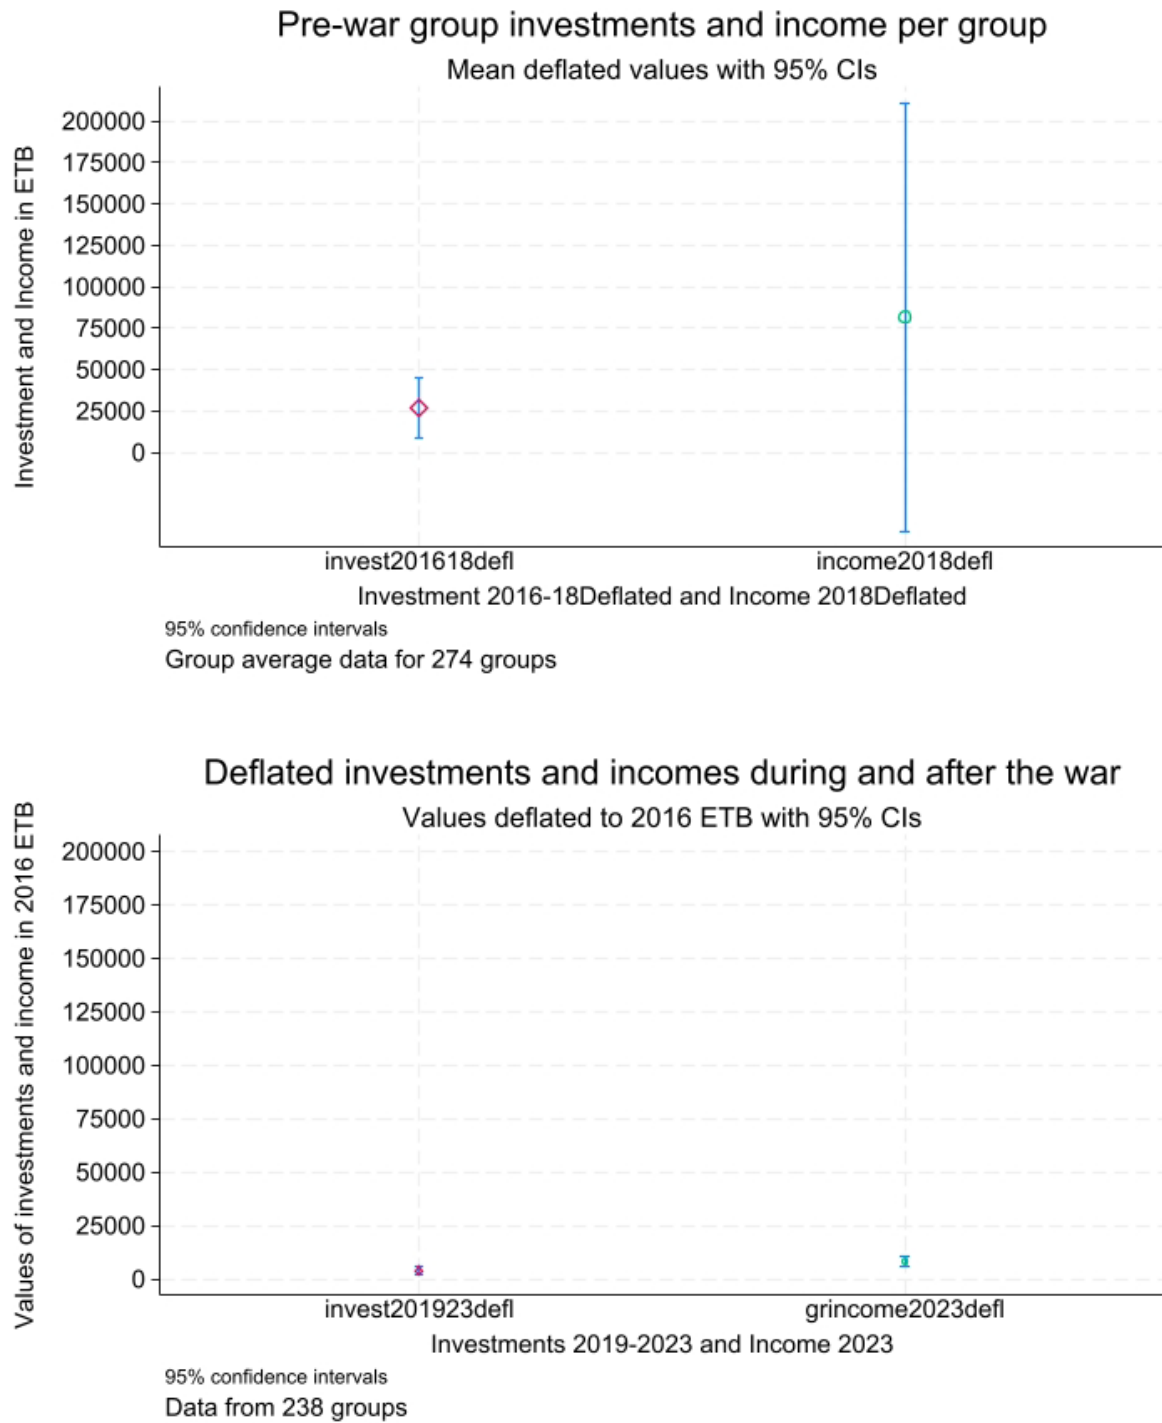 Pre-war group investments and income per group
Mean deflated values with 95% CIs
Investment and Income in ETB
200000
175000
150000
125000
100000
75000
50000
25000
0
invest201618defl
income2018defl
Investment 2016-18Deflated and Income 2018Deflated
95% confidence intervals
Group average data for 274 groups
Deflated investments and incomes during and after the war
Values deflated to 2016 ETB with 95% CIs
Values of investments and income in 2016 ETB
200000
175000
150000
125000
100000
75000
50000
25000
0
invest201923defl
grincome2023defl
Investments 2019-2023 and Income 2023
95% confidence intervals
Data from 238 groups